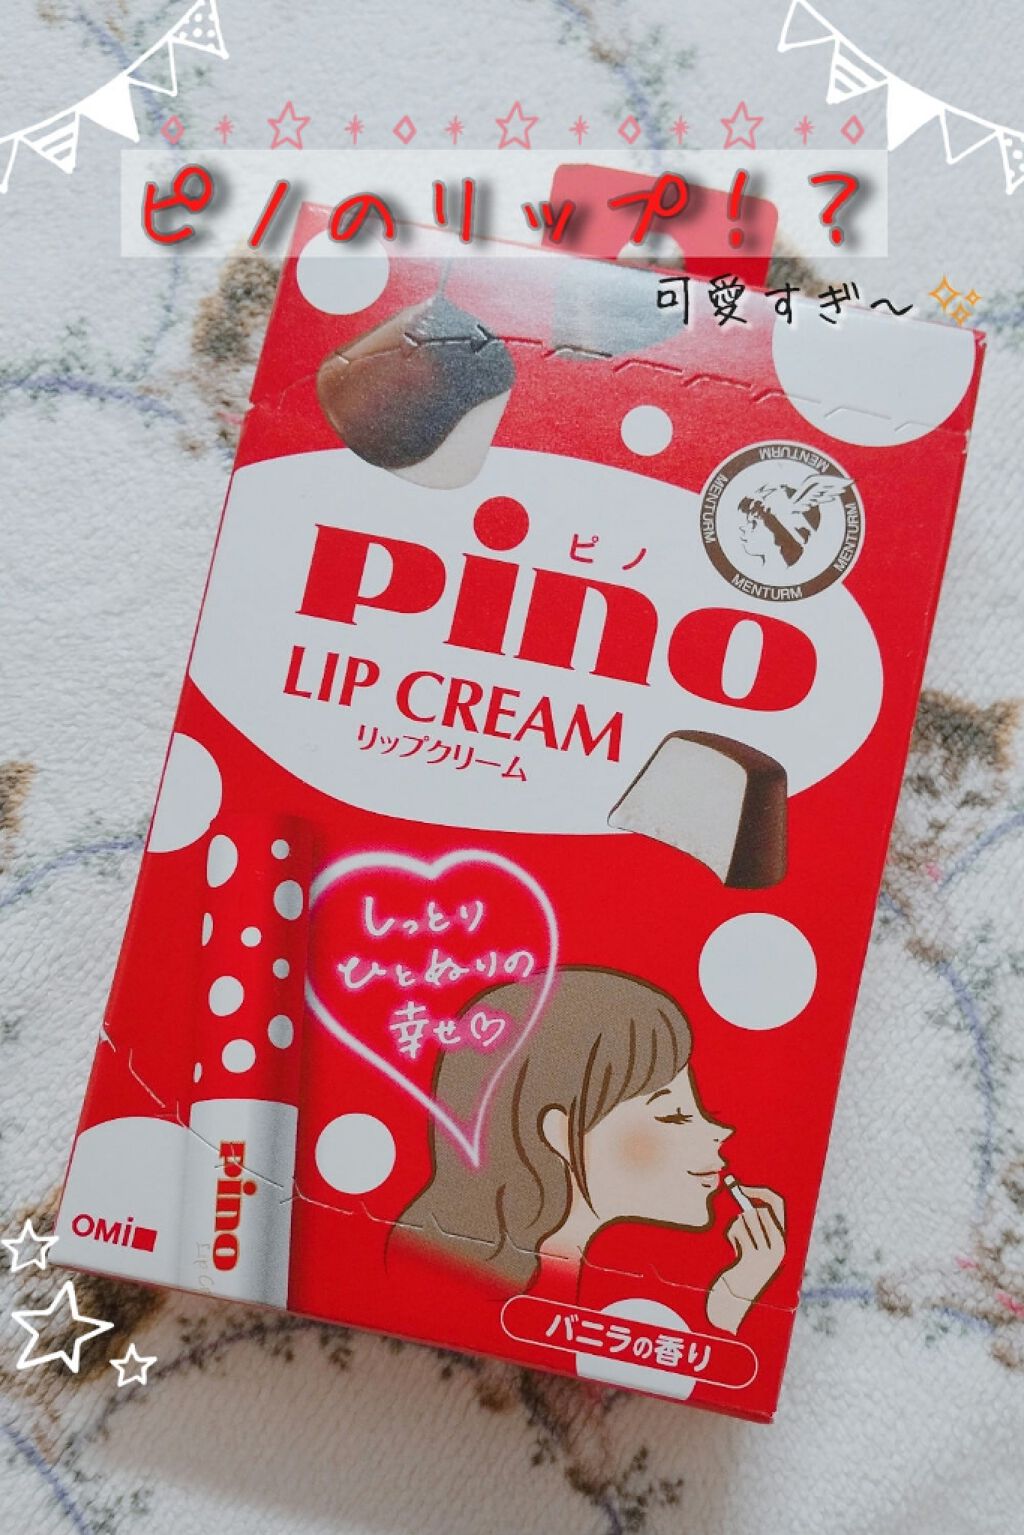 ピノのリップ!?
可愛すぎ〜
MENTURM
MENTURM
MENTURM
MENTURM
ピノ
pino
LIP CREAM
リップクリーム
しっとり
ひとぬりの
幸せ
pino
OMi
バニラの香り